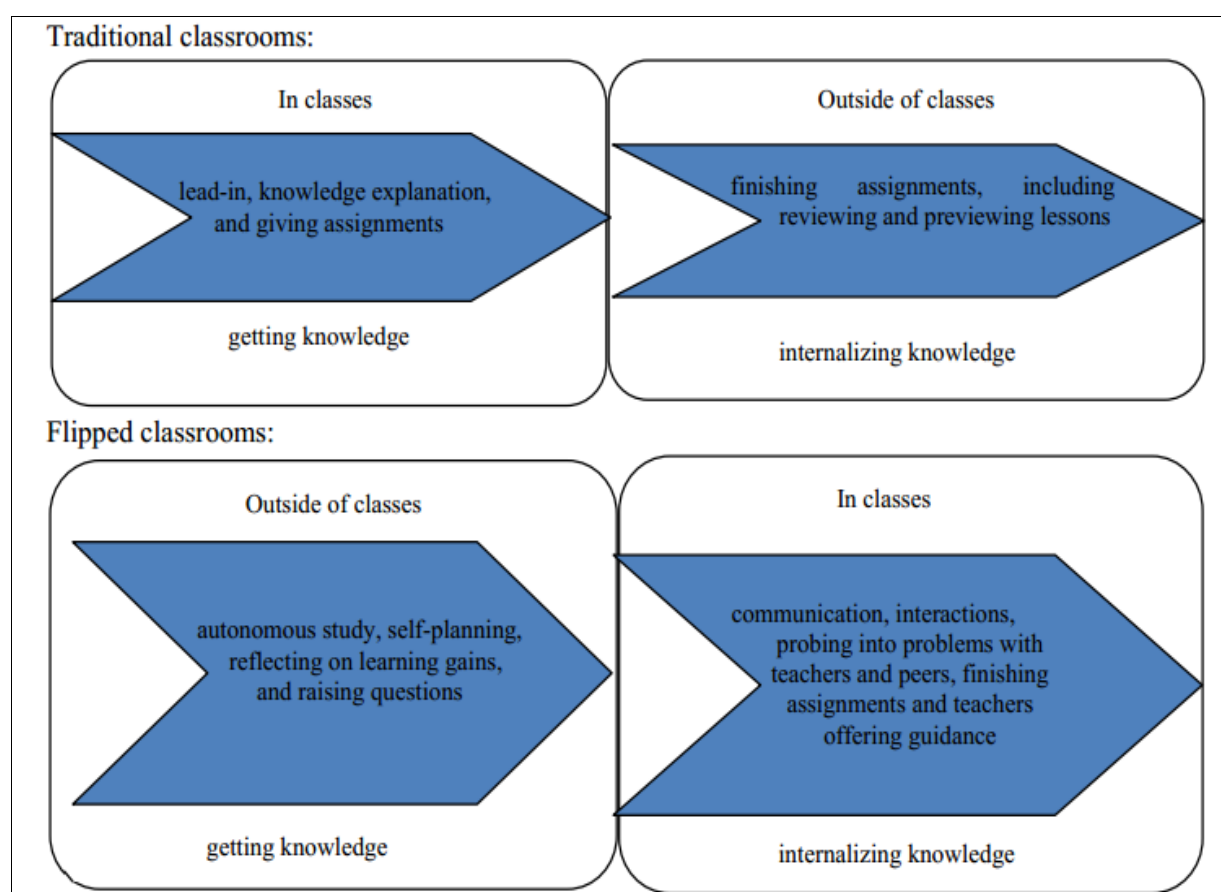 Traditional classrooms:
In classes
lead-in, knowledge explanation,
and giving assignments
getting knowledge
Outside of classes
finishing assignments, including
reviewing and previewing lessons
internalizing knowledge
Flipped classrooms:
Outside of classes
autonomous study, self-planning,
reflecting on learning gains,
and raising questions
getting knowledge
In classes
communication, interactions,
probing into problems with
teachers and peers, finishing
assignments and teachers
offering guidance
internalizing knowledge